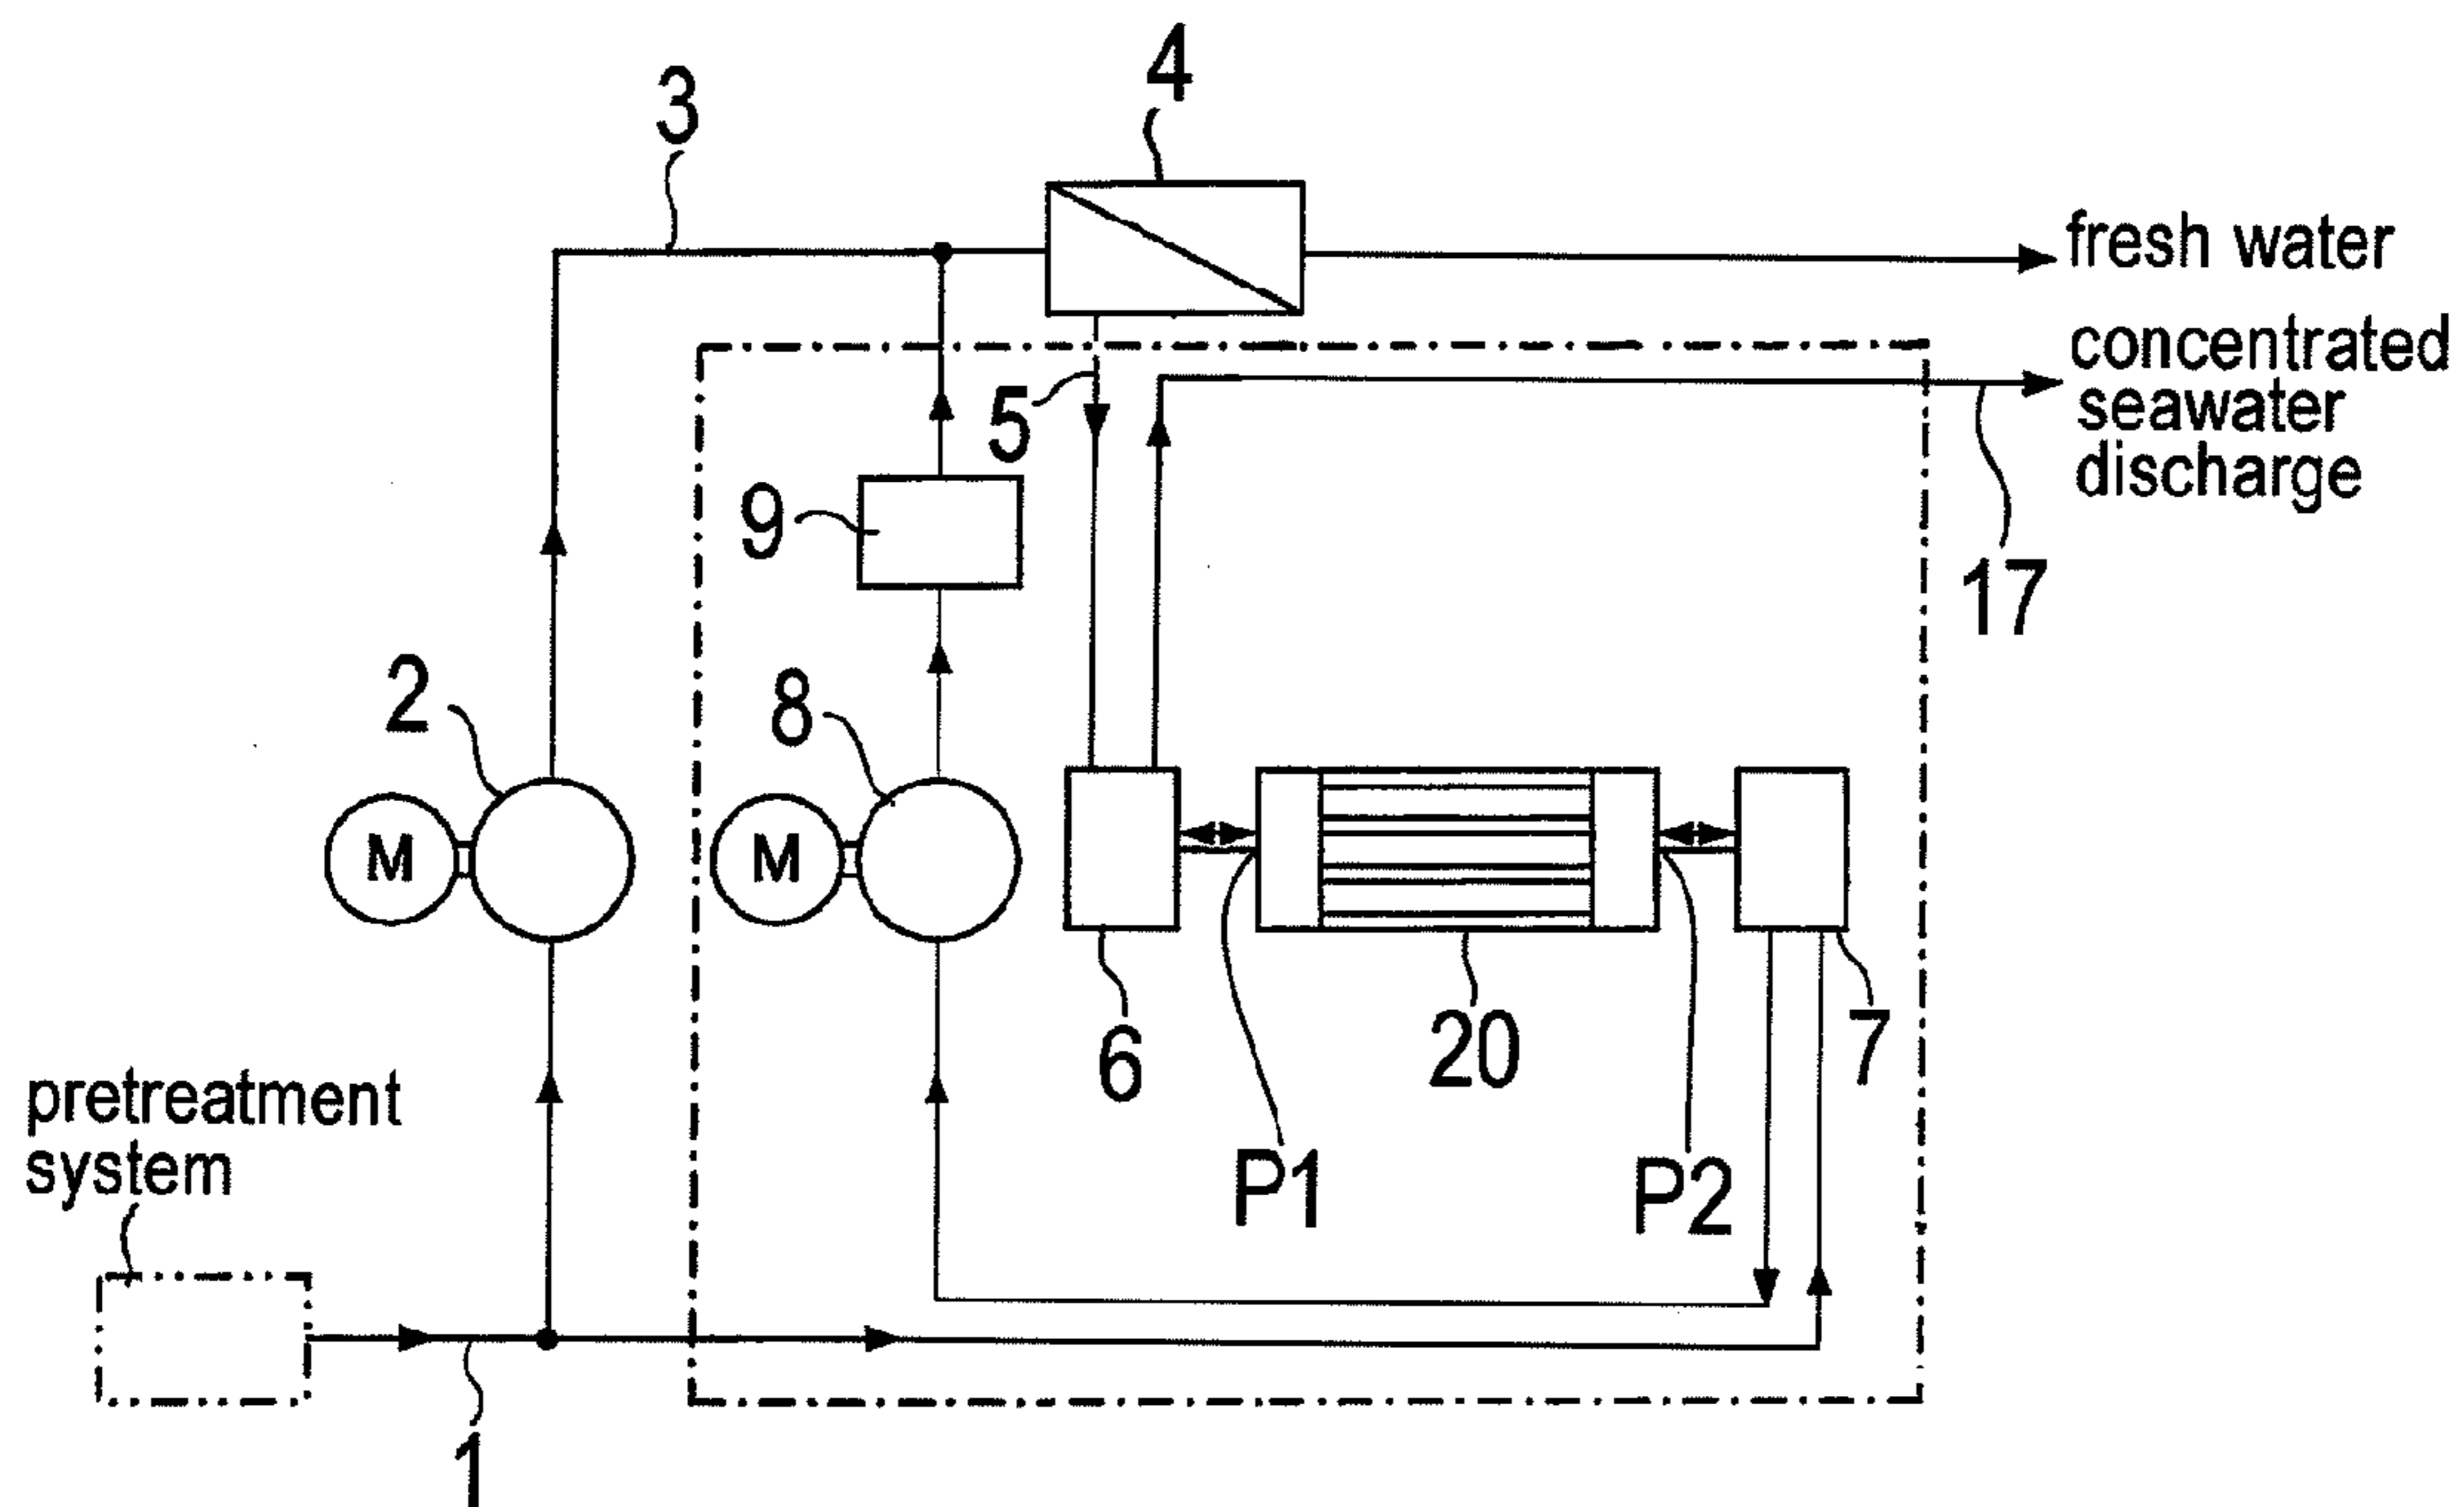 4
3
fresh water
concentrated
seawater
discharge
5
9
17
2
8
M
M
6
20
7
pretreatment
system
P1
P2
1